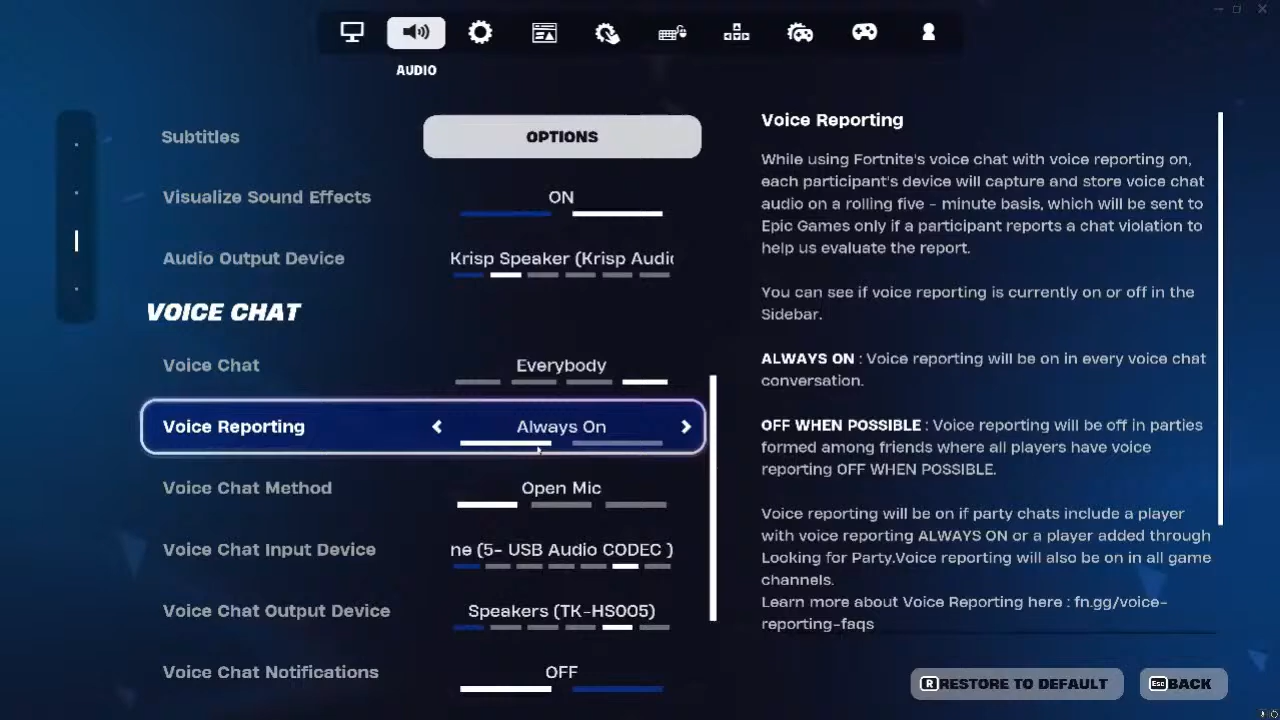 AUDIO
Subtitles
OPTIONS
Visualize Sound Effects
ON
Audio Output Device
Krisp Speaker (Krisp Audi
VOICE CHAT
Voice Chat
Everybody
Voice Reporting
Always On
Voice Chat Method
Open Mic
Voice Chat Input Device
ne (5- USB Audio CODEC )
Voice Chat Output Device
Speakers (TK-HS005)
Voice Chat Notifications
OFF
Voice Reporting
While using Fortnite's voice chat with voice reporting on,
each participant's device will capture and store voice chat
audio on a rolling five - minute basis, which will be sent to
Epic Games only if a participant reports a chat violation to
help us evaluate the report.
You can see if voice reporting is currently on or off in the
Sidebar.
ALWAYS ON : Voice reporting will be on in every voice chat
conversation.
OFF WHEN POSSIBLE : Voice reporting will be off in parties
formed among friends where all players have voice
reporting OFF WHEN POSSIBLE.
Voice reporting will be on if party chats include a player
with voice reporting ALWAYS ON or a player added through
Looking for Party.Voice reporting will also be on in all game
channels.
Learn more about Voice Reporting here : fn.gg/voice-
reporting-faqs
R RESTORE TO DEFAULT
Esc BACK